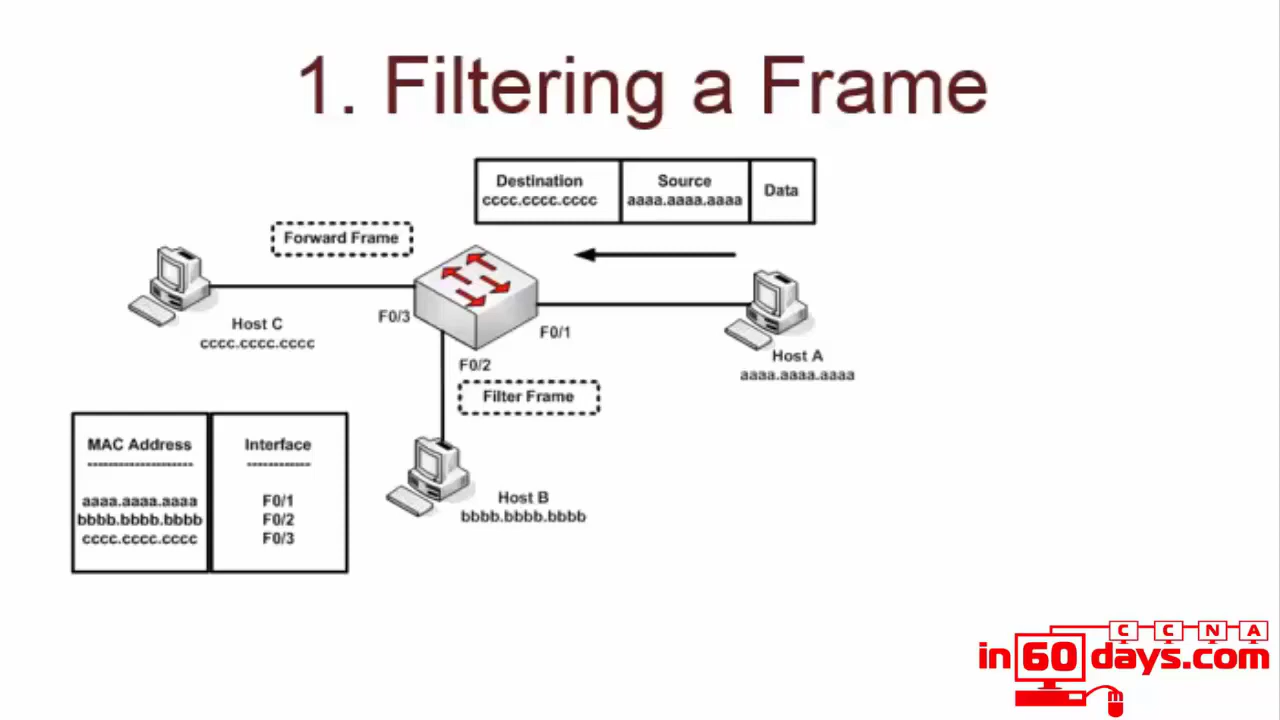 1. Filtering a Frame
Destination
cccc.cccc.cccc
Source
aaaa.aaaa.aaaa
Data
Forward Frame
Host C
cccc.cccc.cccc
F0/3
F0/1
F0/2
Host A
aaaa.aaaa.aaaa
Filter Frame
Host B
bbbb.bbbb.bbbb
MAC Address
--------------------
aaaa.aaaa.aaaa
bbbb.bbbb.bbbb
cccc.cccc.cccc
Interface
------------
F0/1
F0/2
F0/3
C C N A
in60days.com